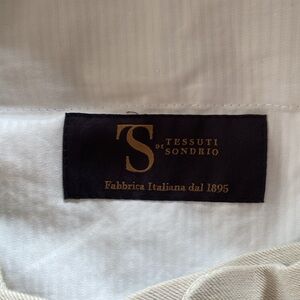 TS DI TESSUTI
SONDRIO
Fabbrica Italiana dal 1895